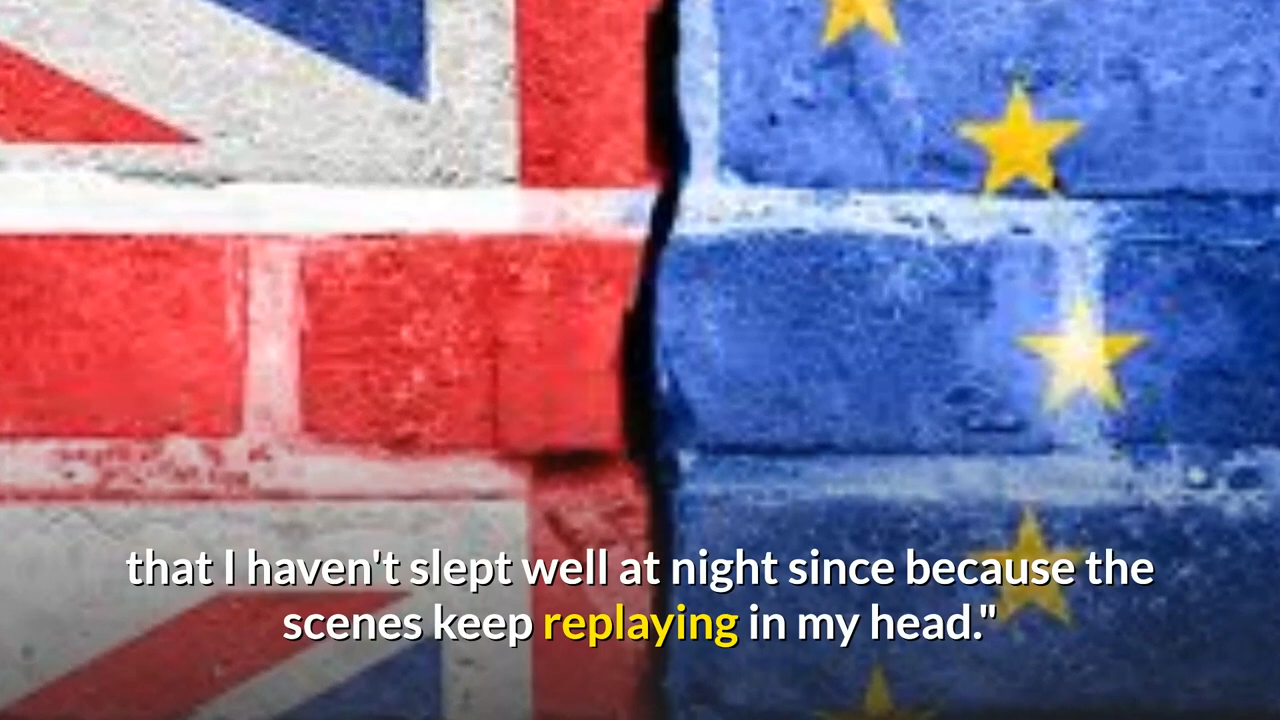 that I haven't slept well at night since because the
scenes keep replaying in my head."